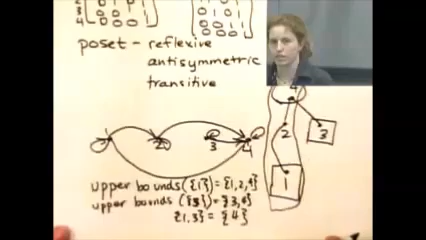 poset - reflexive
antisymmetric
transitive
1 2 3 4
2 3
1
upper bounds ({1}) = {1,2,4}
upper bounds ({3}) = {3,4}
{1,3} = {4}